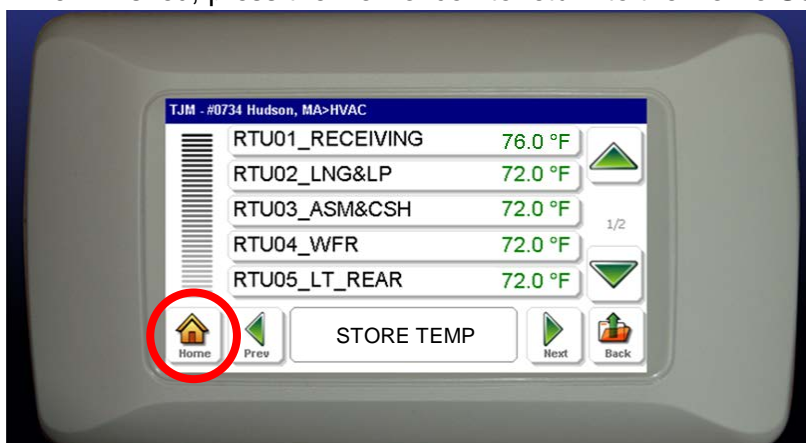 TJM - #0734 Hudson, MA>HVAC
RTU01_RECEIVING 76.0 °F
RTU02_LNG&LP 72.0 °F
RTU03_ASM&CSH 72.0 °F
1/2
RTU04_WFR 72.0 °F
RTU05_LT_REAR 72.0 °F
STORE TEMP
Home Prev Next Back